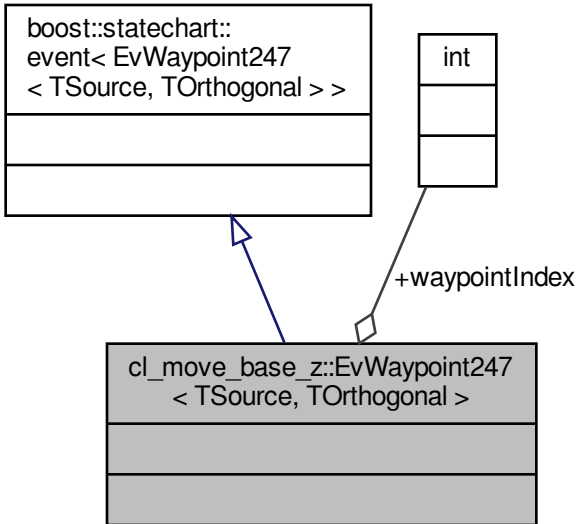 boost::statechart::
event< EvWaypoint247
< TSource, TOrthogonal > >
int
+waypointIndex
cl_move_base_z::EvWaypoint247
< TSource, TOrthogonal >